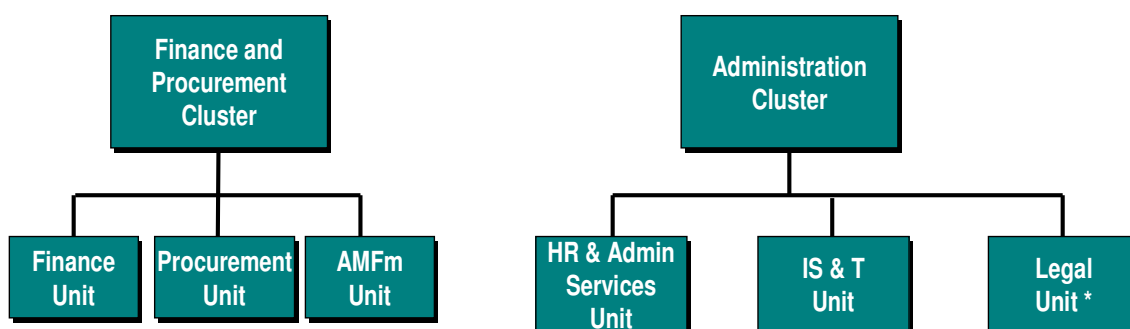 Finance and
Procurement
Cluster
Administration
Cluster
Finance
Unit
Procurement
Unit
AMFm
Unit
HR & Admin
Services
Unit
IS & T
Unit
Legal
Unit *